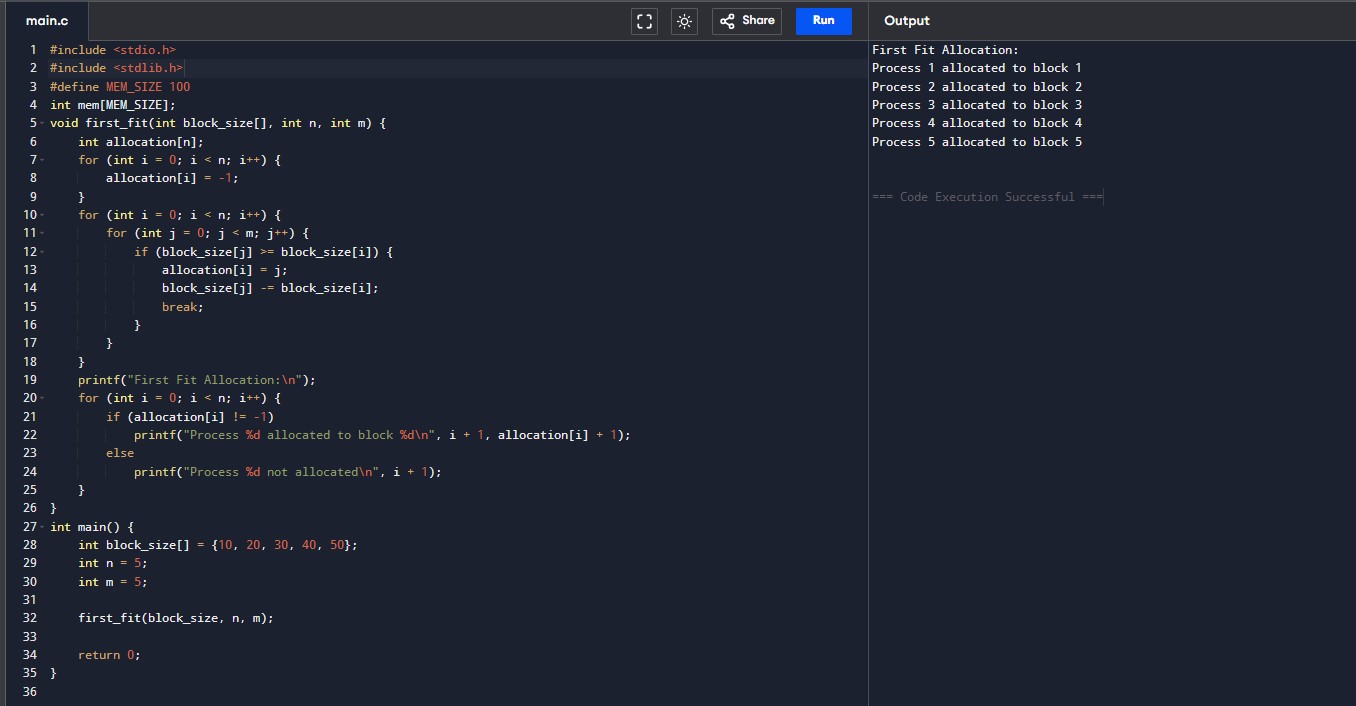 main.c
Share
Run
Output
1 #include <stdio.h>
2 #include <stdlib.h>
3 #define MEM_SIZE 100
4 int mem[MEM_SIZE];
5 void first_fit(int block_size[], int n, int m) {
6     int allocation[n];
7     for (int i = 0; i < n; i++) {
8         allocation[i] = -1;
9     }
10     for (int i = 0; i < n; i++) {
11         for (int j = 0; j < m; j++) {
12             if (block_size[j] >= block_size[i]) {
13                 allocation[i] = j;
14                 block_size[j] -= block_size[i];
15                 break;
16             }
17         }
18     }
19     printf("First Fit Allocation:\n");
20     for (int i = 0; i < n; i++) {
21         if (allocation[i] != -1)
22             printf("Process %d allocated to block %d\n", i + 1, allocation[i] + 1);
23         else
24             printf("Process %d not allocated\n", i + 1);
25     }
26 }
27 int main() {
28     int block_size[] = {10, 20, 30, 40, 50};
29     int n = 5;
30     int m = 5;
31
32     first_fit(block_size, n, m);
33
34     return 0;
35 }
36
First Fit Allocation:
Process 1 allocated to block 1
Process 2 allocated to block 2
Process 3 allocated to block 3
Process 4 allocated to block 4
Process 5 allocated to block 5
=== Code Execution Successful ===